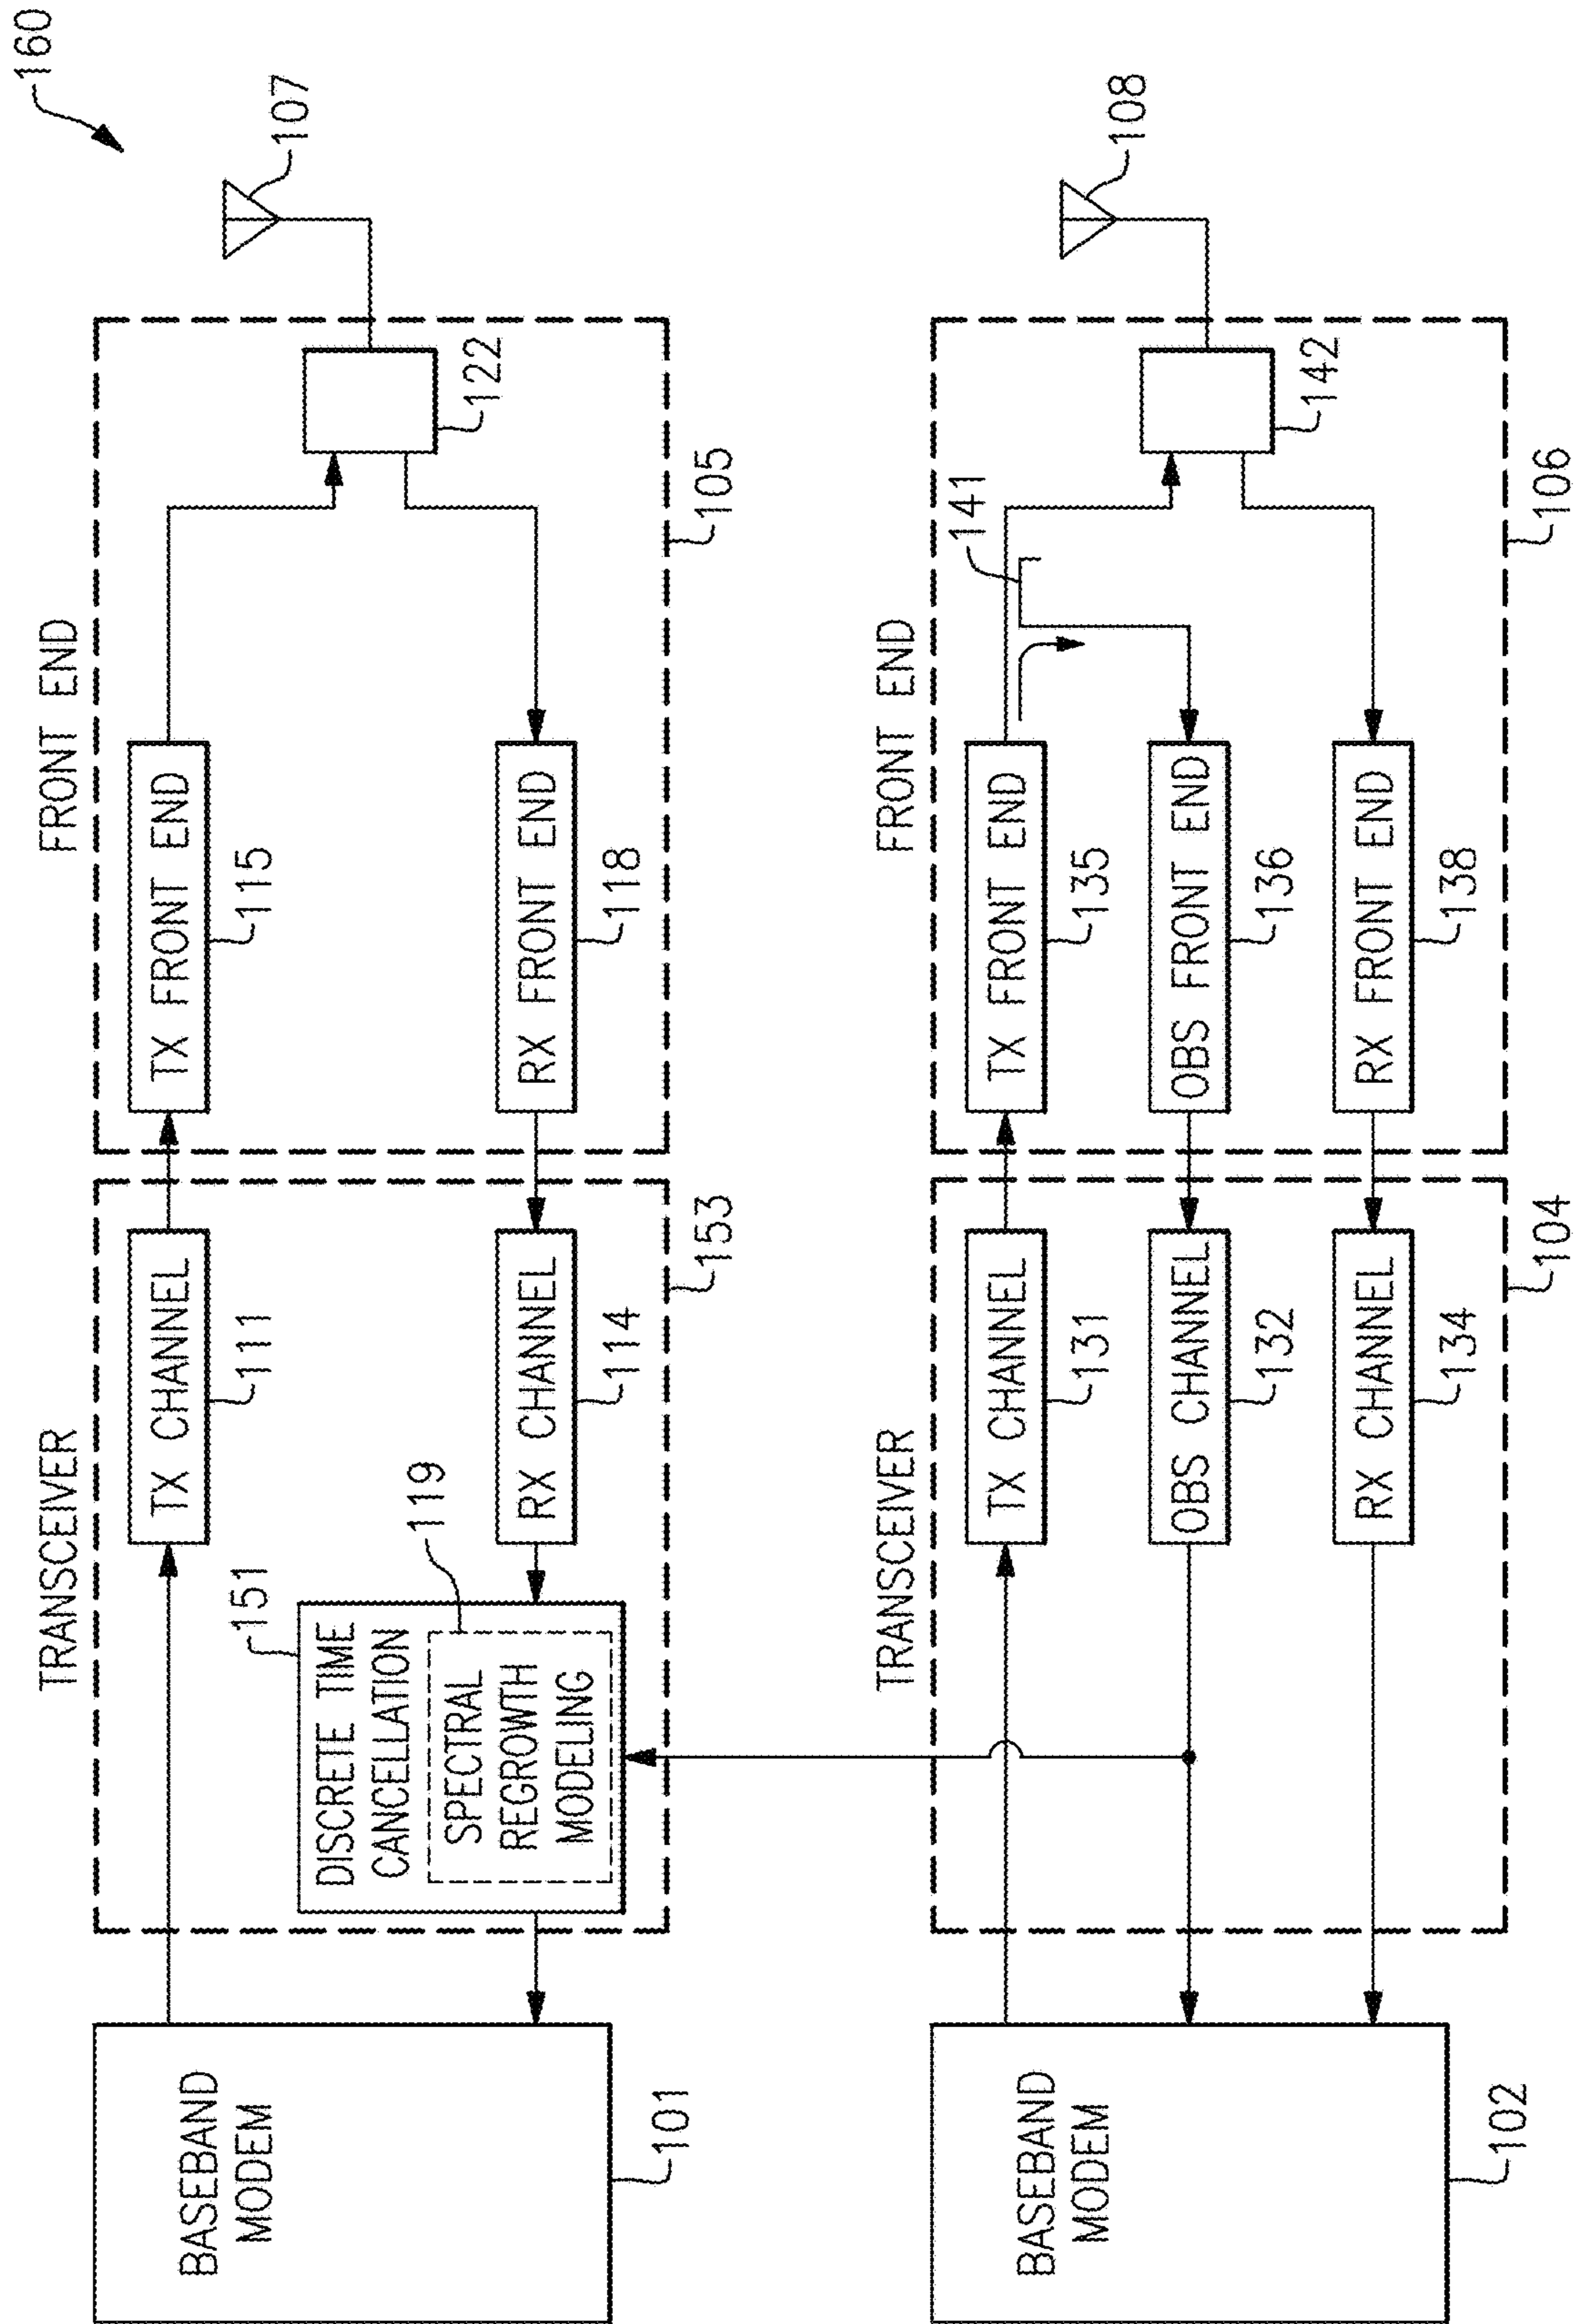 160
TRANSCEIVER
FRONT END
BASEBAND
MODEM
101
TX CHANNEL
111
TX FRONT END
115
122
107
151
DISCRETE TIME
CANCELLATION
119
SPECTRAL
REGROWTH
MODELING
RX CHANNEL
114
RX FRONT END
118
153
105
TRANSCEIVER
FRONT END
BASEBAND
MODEM
102
TX CHANNEL
131
TX FRONT END
135
141
142
108
OBS CHANNEL
132
OBS FRONT END
136
RX CHANNEL
134
RX FRONT END
138
104
106